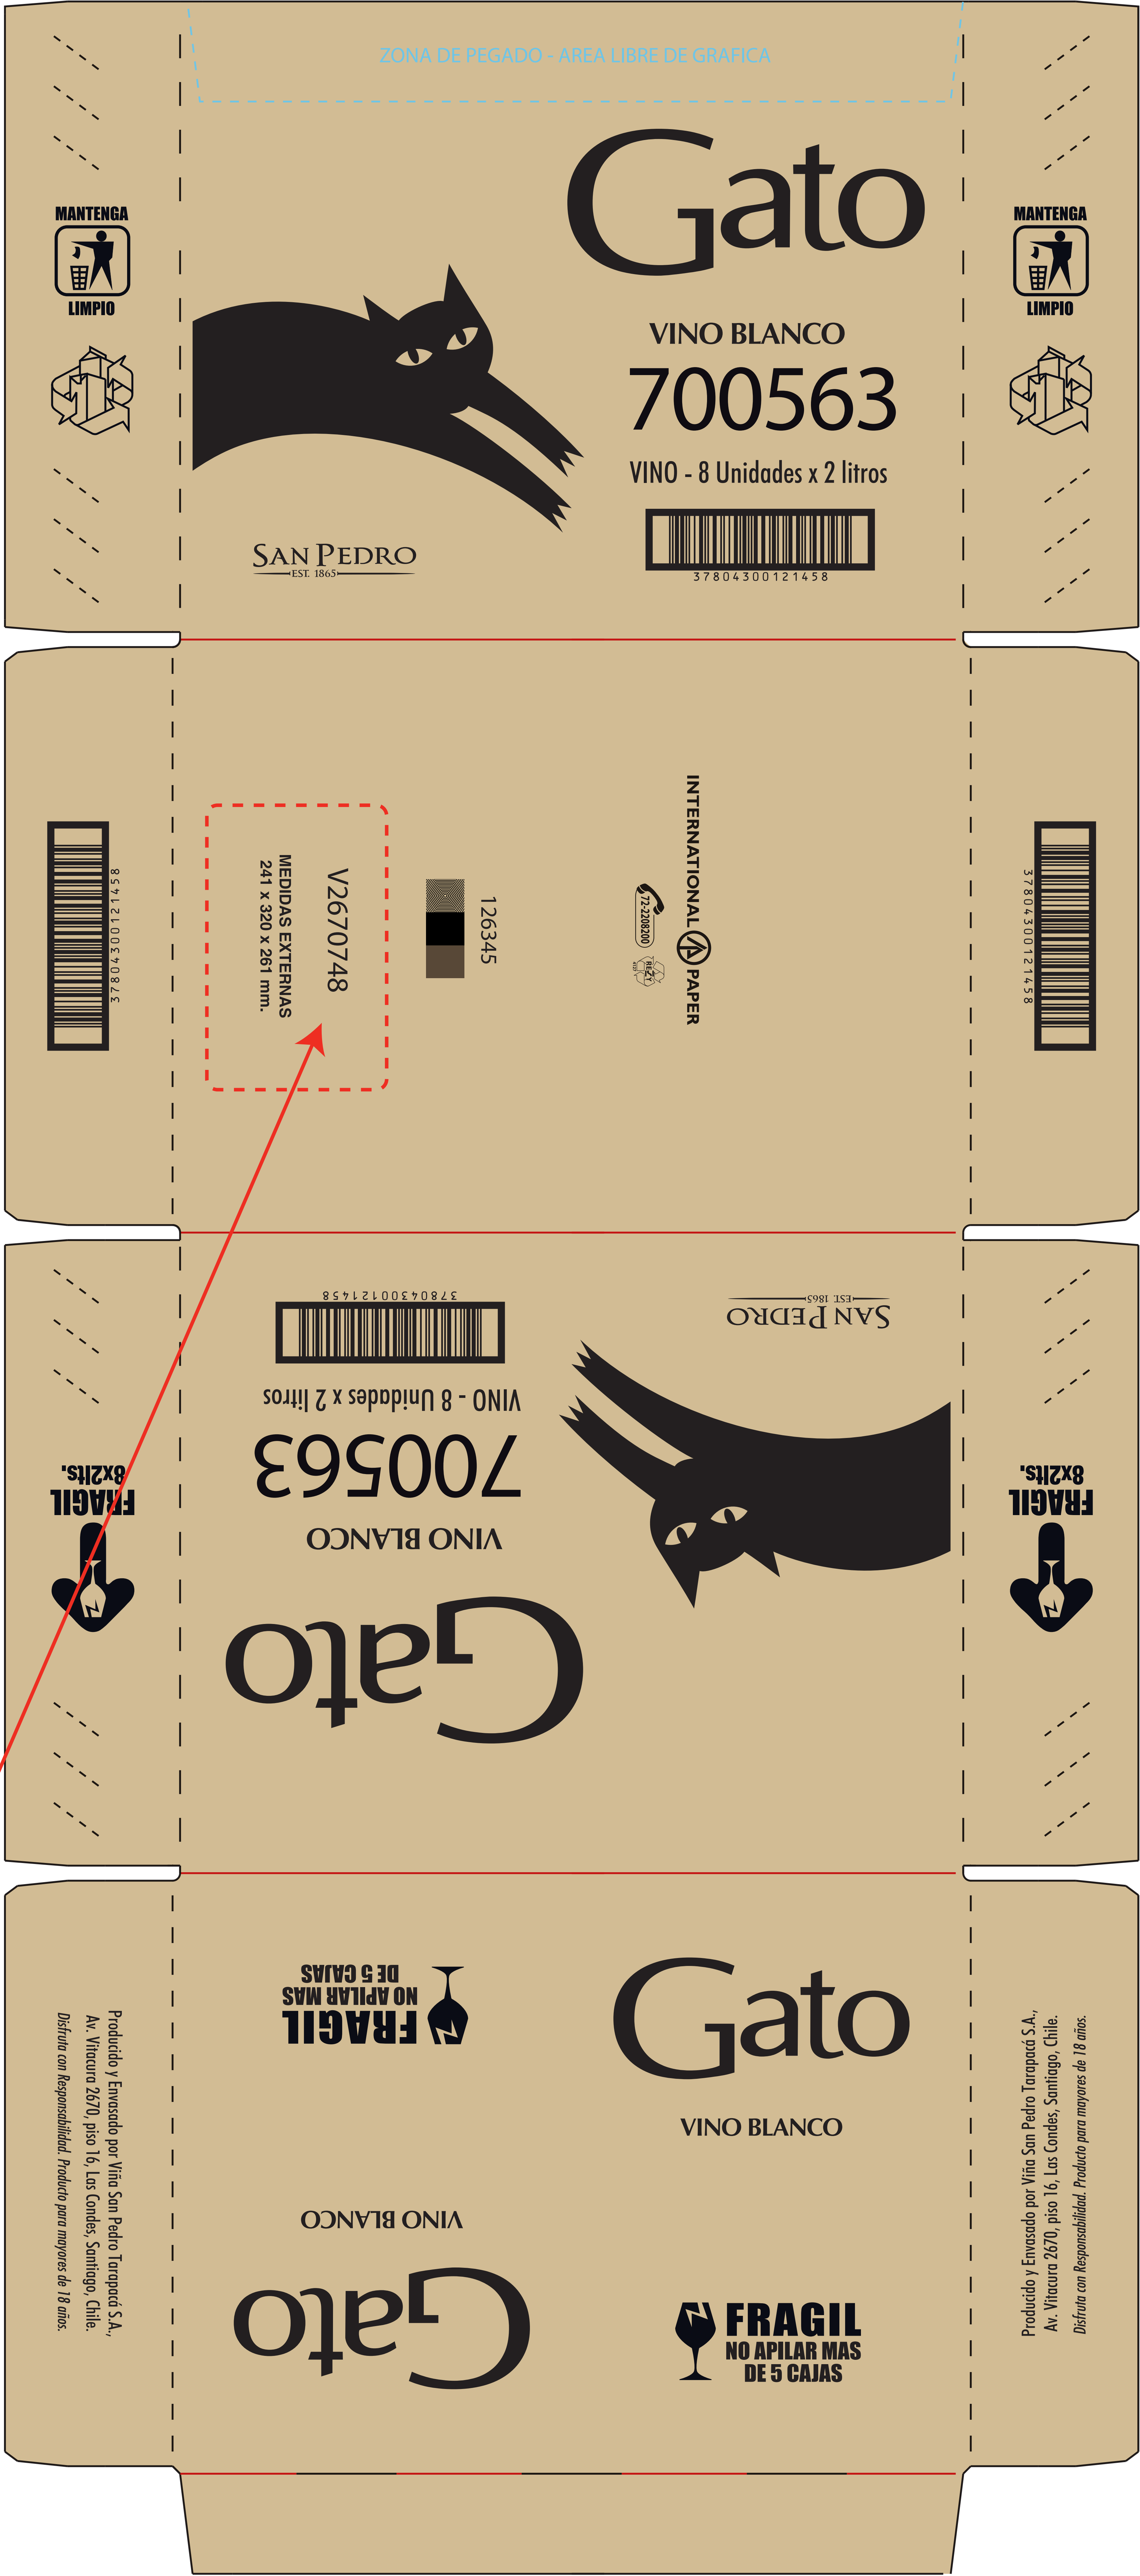 ZONA DE PEGADO - AREA LIBRE DE GRAFICA
MANTENGA
LIMPIO
Gato
VINO BLANCO
700563
VINO - 8 Unidades x 2 litros
37804300121458
SAN PEDRO
EST. 1865
MANTENGA
LIMPIO
37804300121458
V2670748
MEDIDAS EXTERNAS
241 x 320 x 261 mm.
126345
INTERNATIONAL PAPER
72-2208200
RESY
37804300121458
FRAGIL
8x2lts.
Gato
VINO BLANCO
700563
VINO - 8 Unidades x 2 litros
37804300121458
SAN PEDRO
EST. 1865
FRAGIL
8x2lts.
Producido y Envasado por Viña San Pedro Tarapacá S.A.,
Av. Vitacura 2670, piso 16, Las Condes, Santiago, Chile.
Disfruta con Responsabilidad. Producto para mayores de 18 años.
FRAGIL
NO APILAR MAS
DE 5 CAJAS
Gato
VINO BLANCO
Gato
VINO BLANCO
FRAGIL
NO APILAR MAS
DE 5 CAJAS
Producido y Envasado por Viña San Pedro Tarapacá S.A.,
Av. Vitacura 2670, piso 16, Las Condes, Santiago, Chile.
Disfruta con Responsabilidad. Producto para mayores de 18 años.